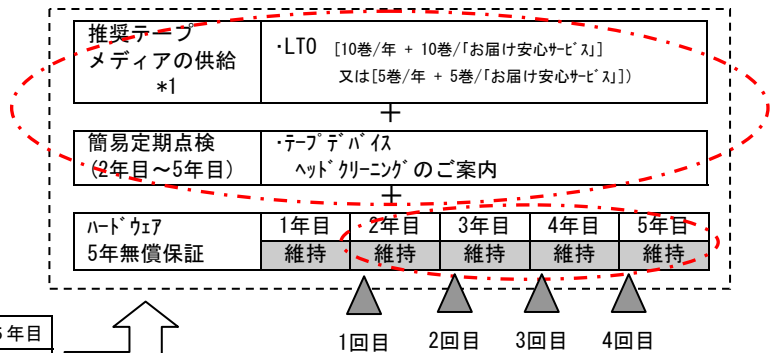 推奨テープ
メディアの供給
*1
・LTO [10巻/年 + 10巻/「お届け安心ｻｰﾋﾞｽ」]
又は[5巻/年 + 5巻/「お届け安心ｻｰﾋﾞｽ」])
+
簡易定期点検
(2年目～5年目)
・ﾃｰﾌﾟﾃﾞﾊﾞｲｽ
ﾍｯﾄﾞｸﾘｰﾆﾝｸﾞのご案内
+
ﾊｰﾄﾞｳｪｱ
5年無償保証
1年目 2年目 3年目 4年目 5年目
維持 維持 維持 維持 維持
1回目 2回目 3回目 4回目
5年目